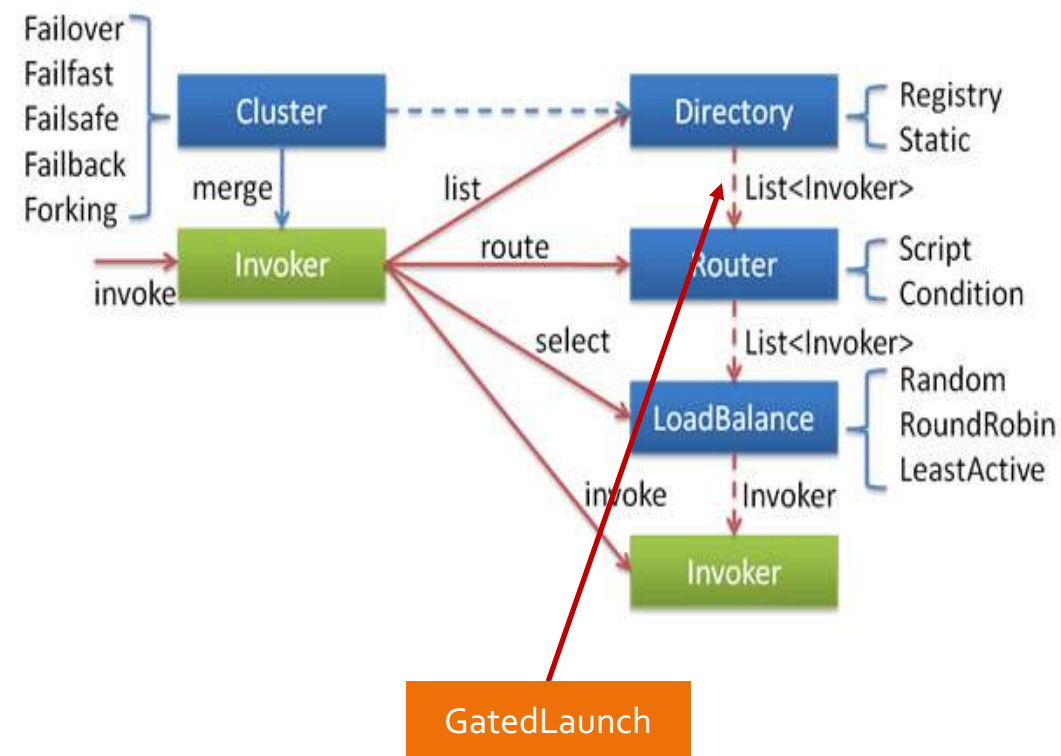 Failover
Failfast
Failsafe
Failback
Forking
Cluster
Directory
Registry
Static
merge
list
List<Invoker>
invoke
Invoker
route
Router
Script
Condition
select
List<Invoker>
LoadBalance
Random
RoundRobin
LeastActive
invoke
Invoker
Invoker
GatedLaunch